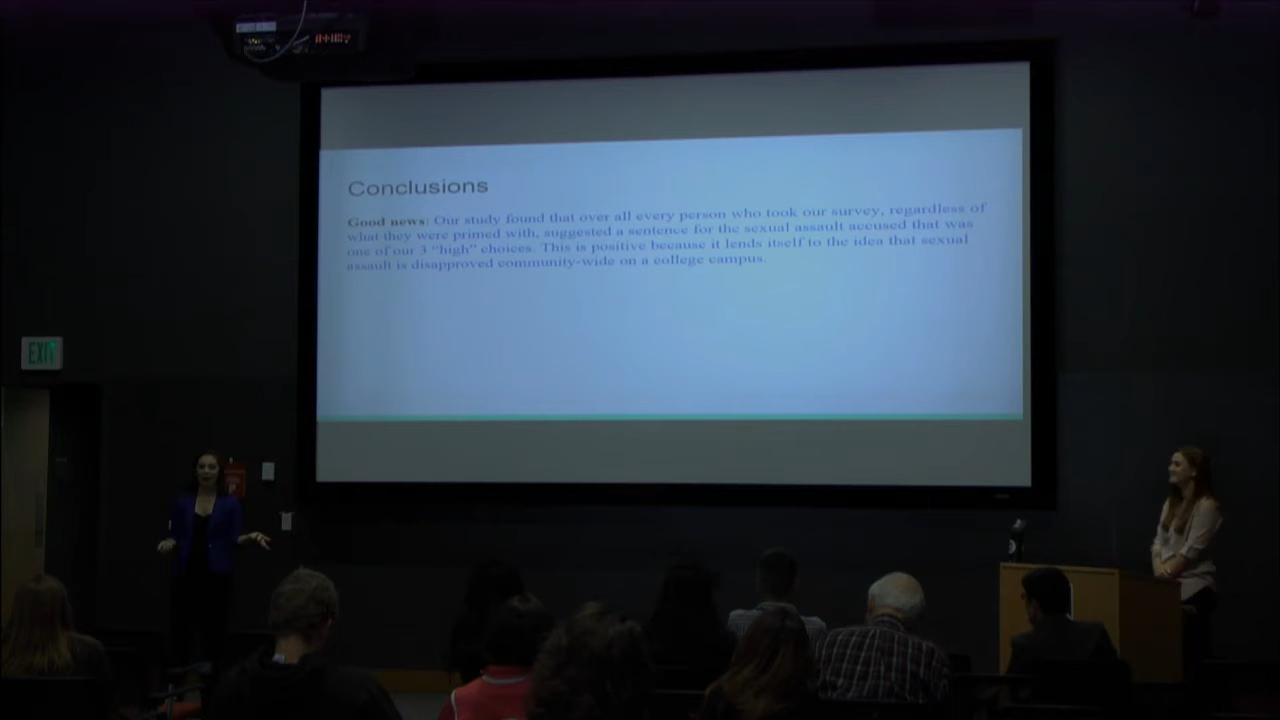 Conclusions
Good news: Our study found that over all every person who took our survey, regardless of
what they were primed with, suggested a sentence for the sexual assault accused that was
one of our 3 "high" choices. This is positive because it lends itself to the idea that sexual
assault is disapproved community-wide on a college campus.
EXIT